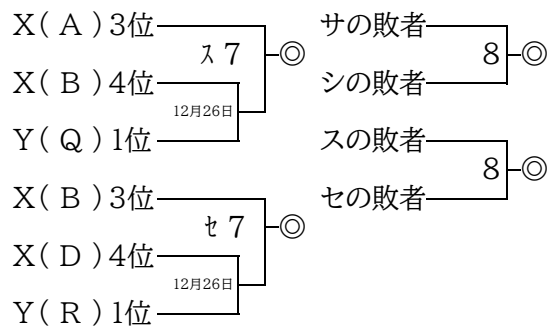 X( A )3位
ス 7
◎
X( B )4位
12月26日
Y( Q )1位
X( B )3位
セ 7
◎
X( D )4位
12月26日
Y( R )1位
サの敗者
8
◎
シの敗者
スの敗者
8
◎
セの敗者